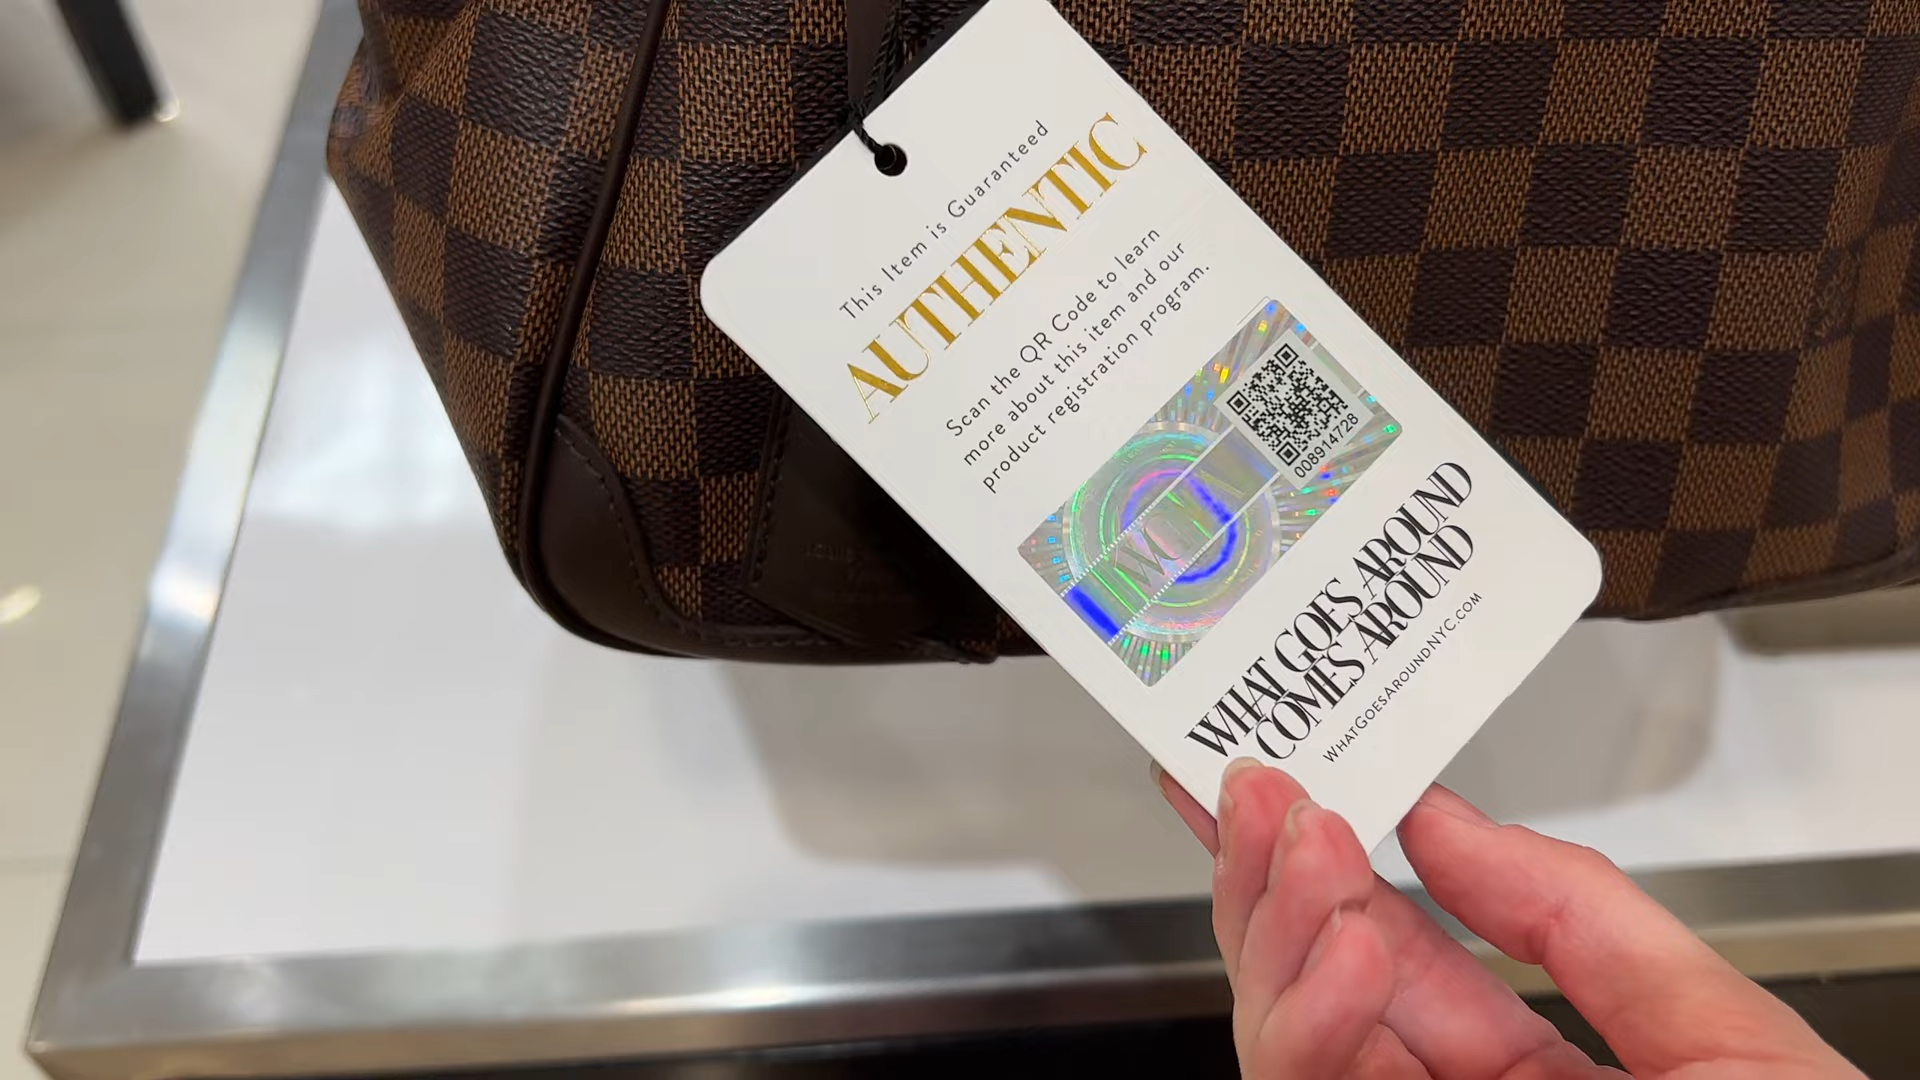 This Item is Guaranteed
AUTHENTIC
Scan the QR Code to learn
more about this item and our
product registration program.
008914728
WHAT GOES AROUND
COMES AROUND
WHATGOESAROUNDNYC.COM